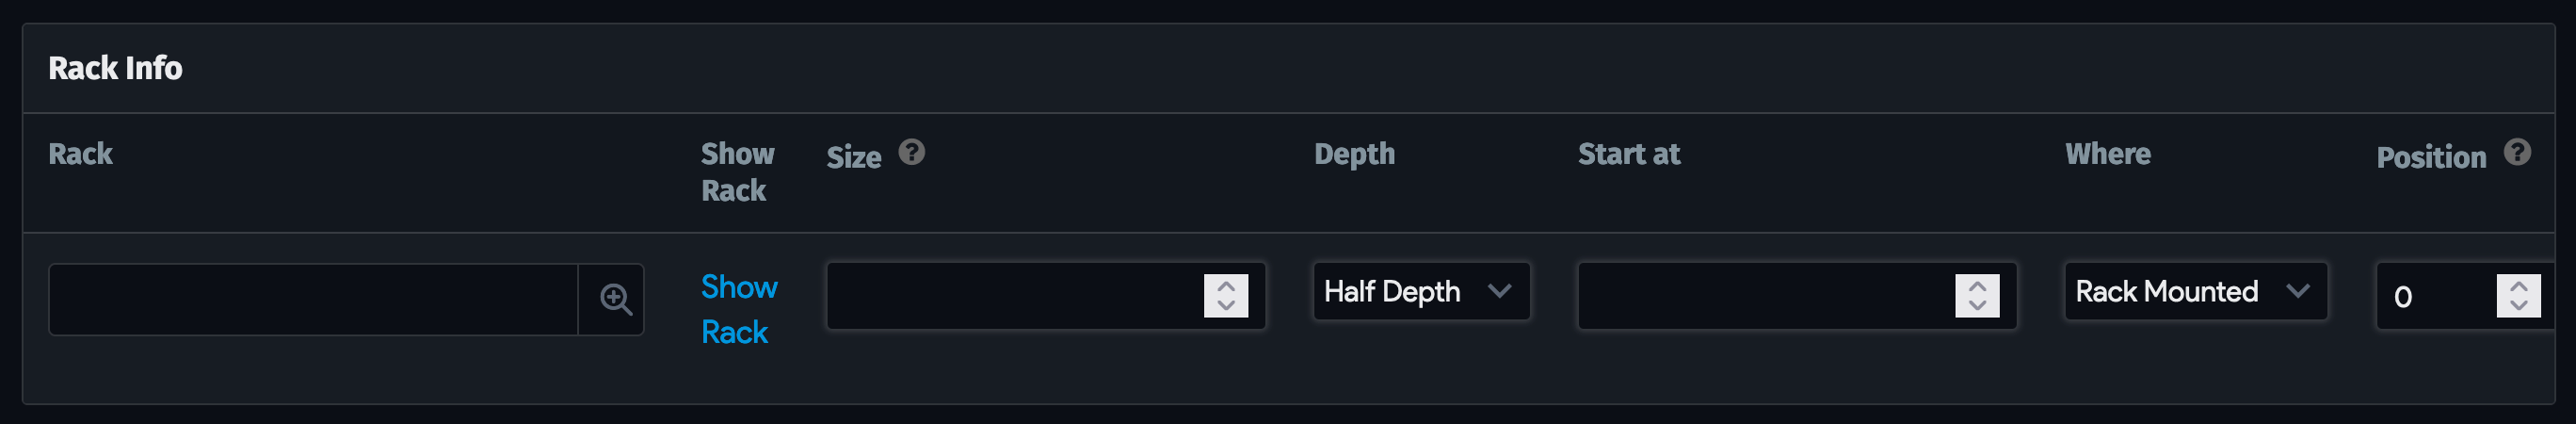 Rack Info
Rack
Show
Rack
Size
Depth
Start at
Where
Position
Show
Rack
Half Depth
Rack Mounted
0